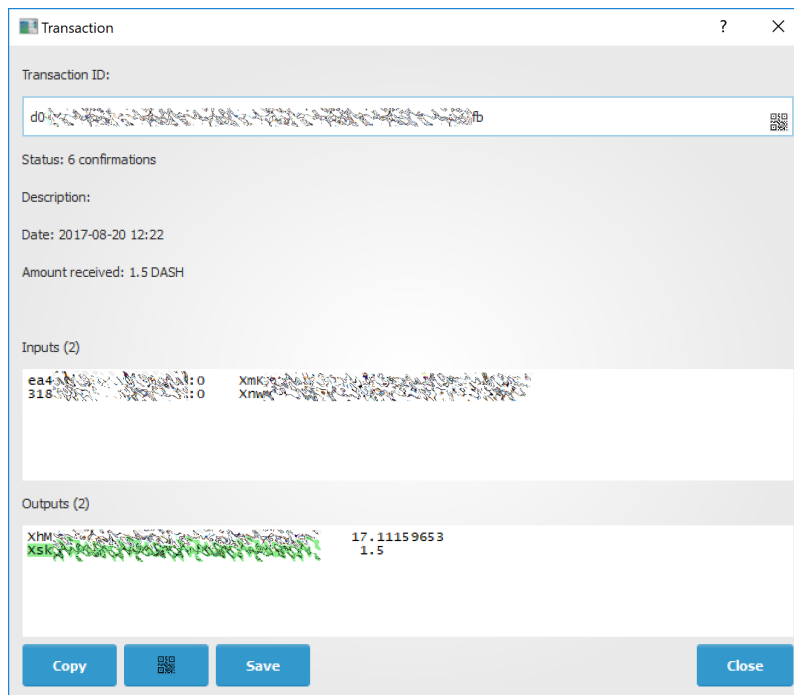 Transaction
Transaction ID:
d0 fb
Status: 6 confirmations
Description:
Date: 2017-08-20 12:22
Amount received: 1.5 DASH
Inputs (2)
ea4 :0 XmK
318 :0 Xnw
Outputs (2)
XhM 17.11159653
Xsk 1.5
Copy Save Close